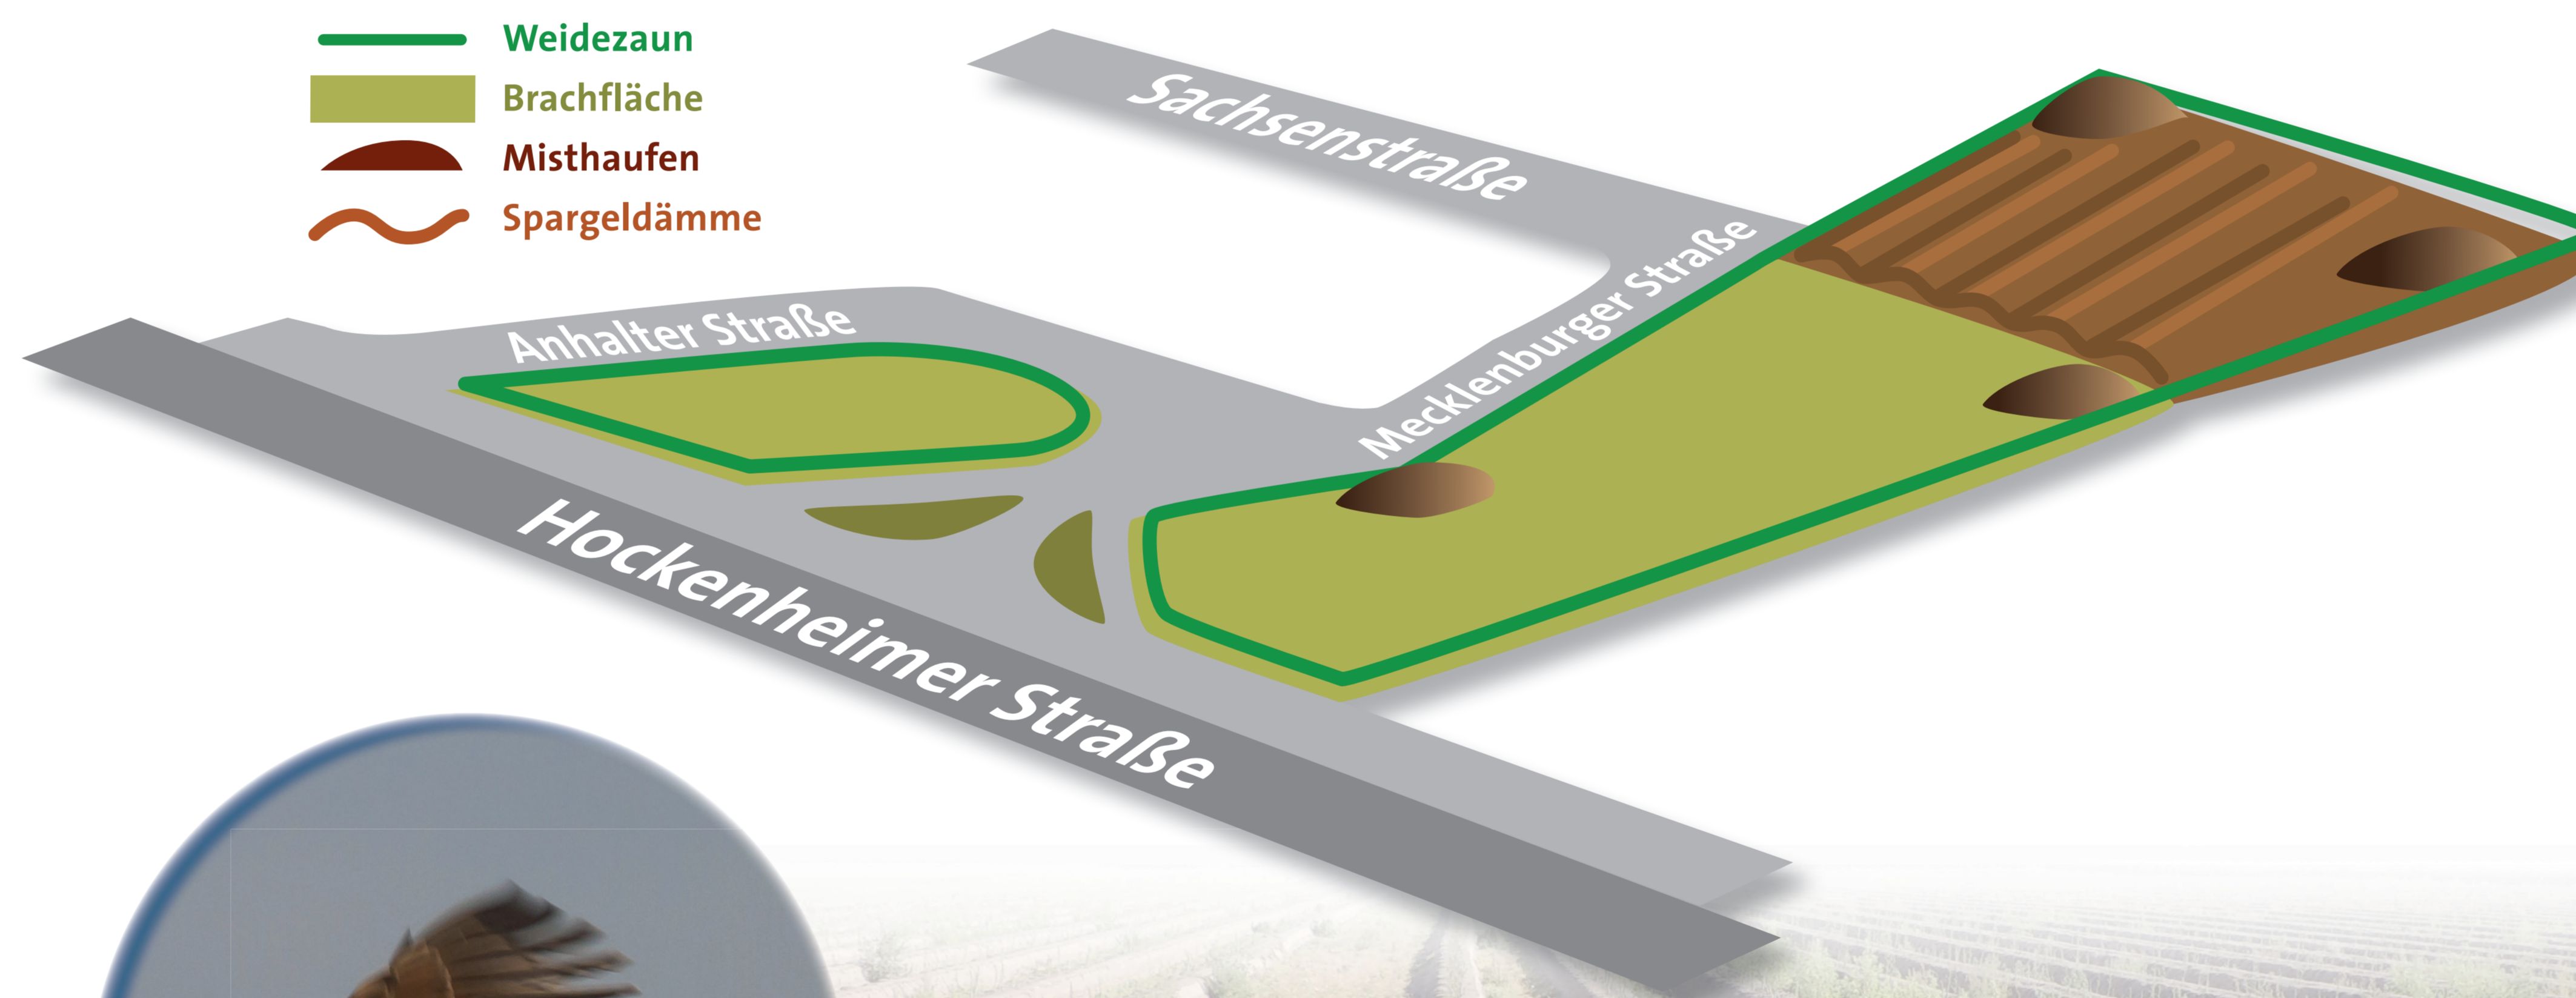 Weidezaun
Brachfläche
Misthaufen
Spargeldämme
Sachsenstraße
Mecklenburger Straße
Anhalter Straße
Hockenheimer Straße